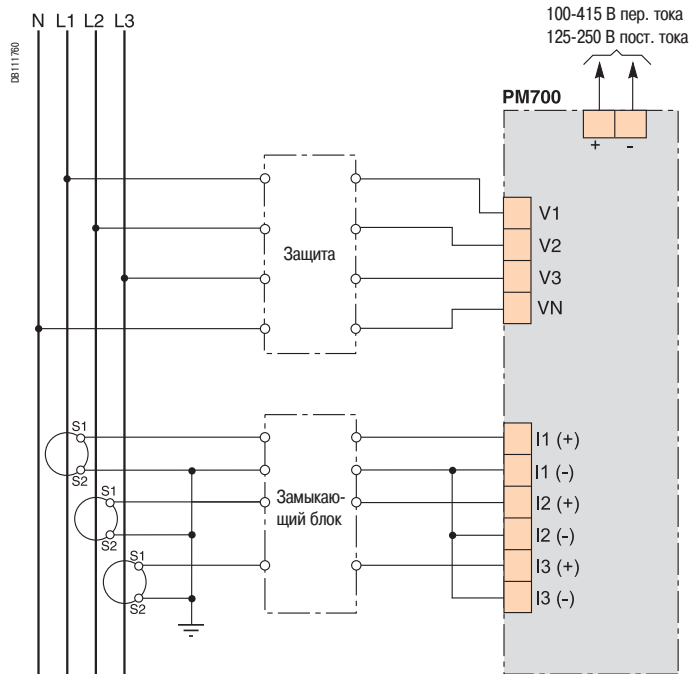 100-415 В пер. тока
125-250 В пост. тока
N L1 L2 L3
DB111760
PM700
+ -
V1
V2
V3
VN
Защита
S1
S2
S1
S2
S1
S2
Замыкаю-
щий блок
I1 (+)
I1 (-)
I2 (+)
I2 (-)
I3 (+)
I3 (-)